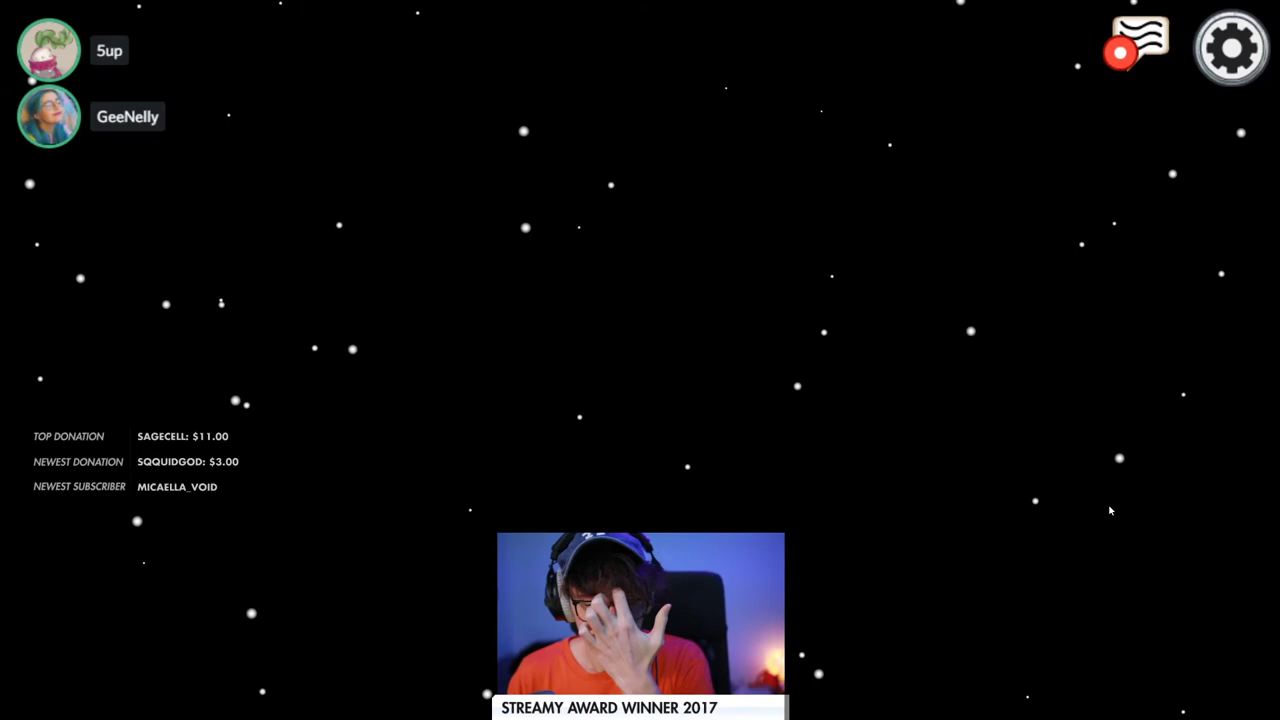 5up
GeeNelly
TOP DONATION SAGECELL: $11.00
NEWEST DONATION SQQUIDGOD: $3.00
NEWEST SUBSCRIBER MICAELLA_VOID
STREAMY AWARD WINNER 2017